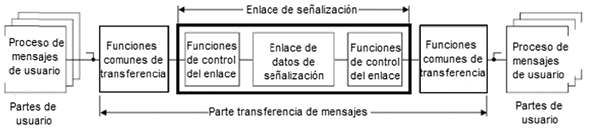 Enlace de señalización
Proceso de
mensajes
de usuario
Funciones
comunes de
transferencia
Funciones
de control
del enlace
Enlace de
datos de
señalización
Funciones
de control
del enlace
Funciones
comunes de
transferencia
Proceso de
mensajes
de usuario
Partes de
usuario
Parte transferencia de mensajes
Partes de
usuario